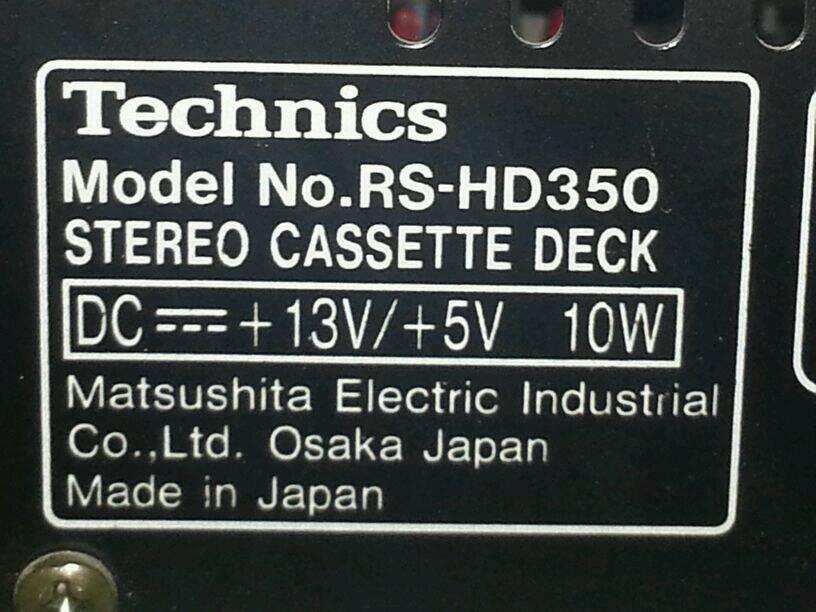 Technics
Model No.RS-HD350
STEREO CASSETTE DECK
DC ⎓ +13V/+5V 10W
Matsushita Electric Industrial
Co.,Ltd. Osaka Japan
Made in Japan